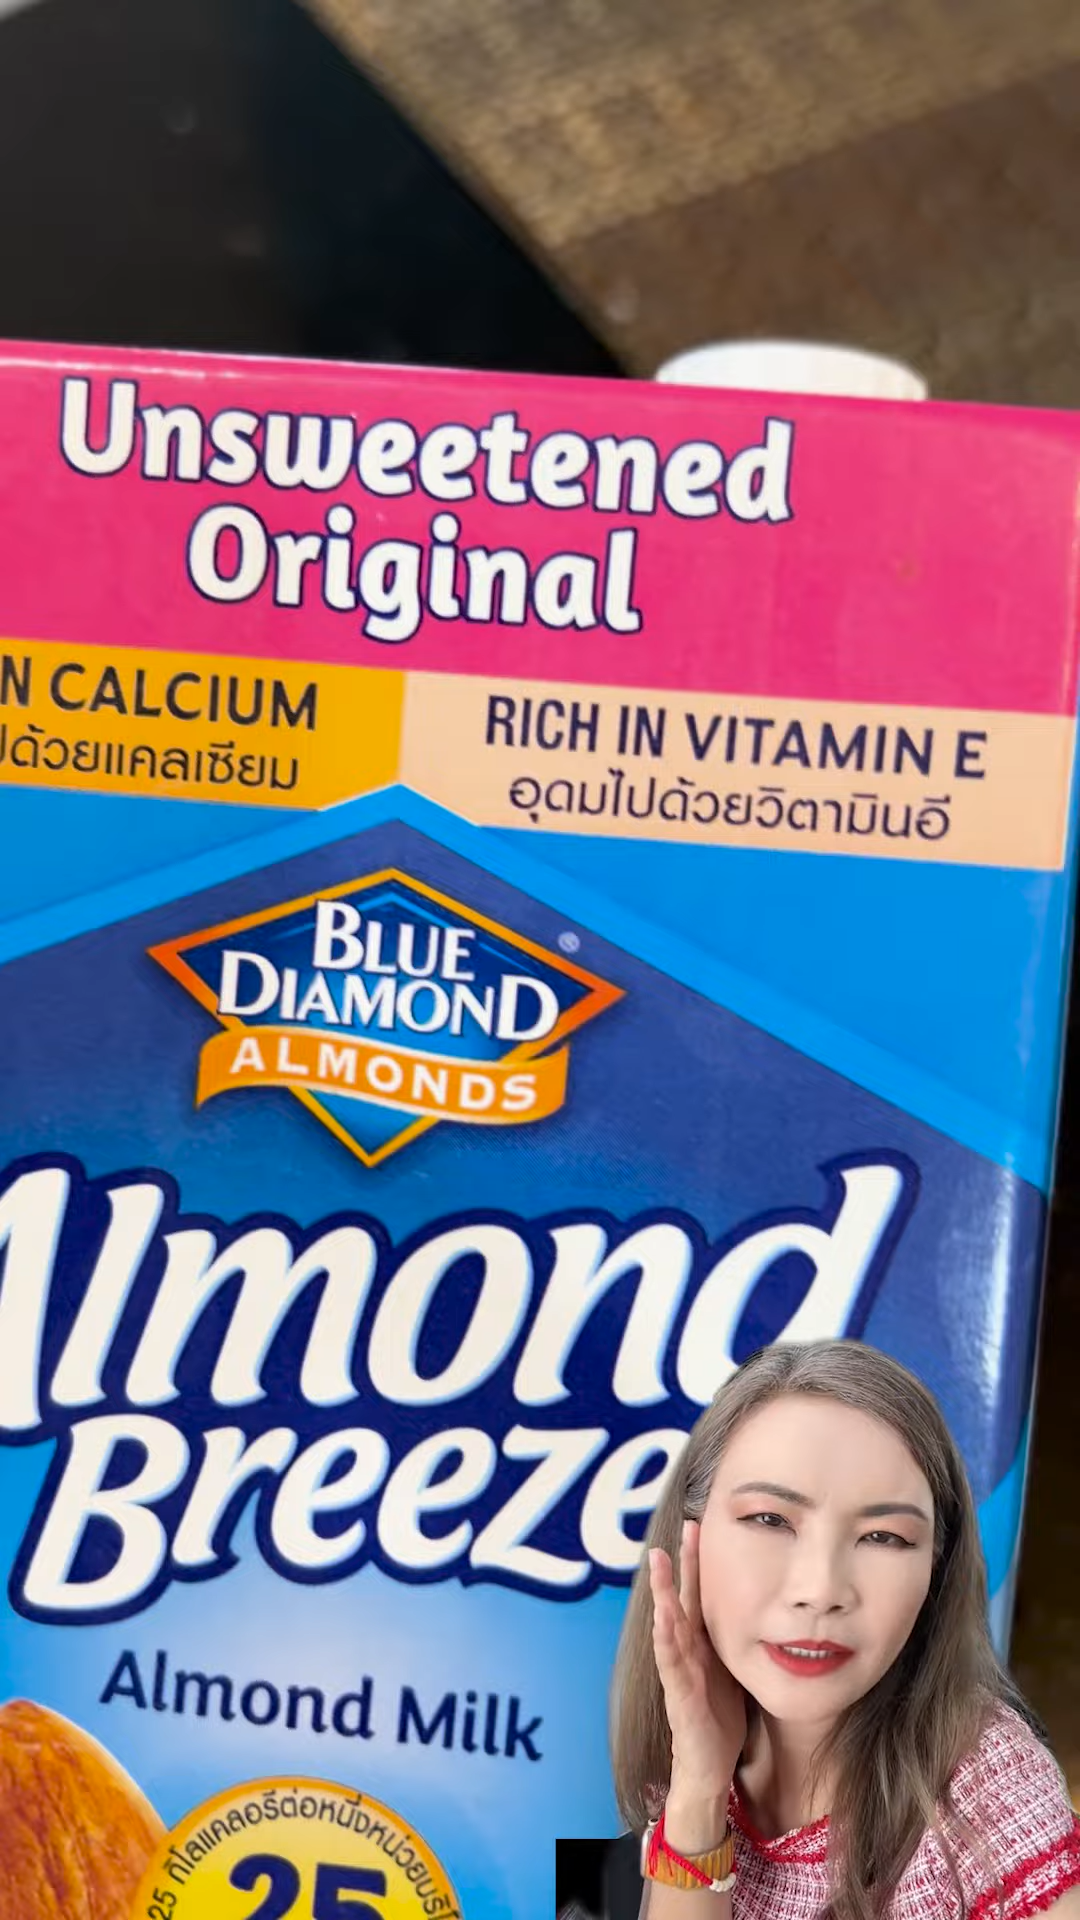 Unsweetened
Original
N CALCIUM
ด้วยแคลเซียม
RICH IN VITAMIN E
อุดมไปด้วยวิตามินอี
BLUE
DIAMOND
®
ALMONDS
Almond
Breeze
Almond Milk
25 กิโลแคลอรีต่อหนึ่งหน่วยบริโ
25